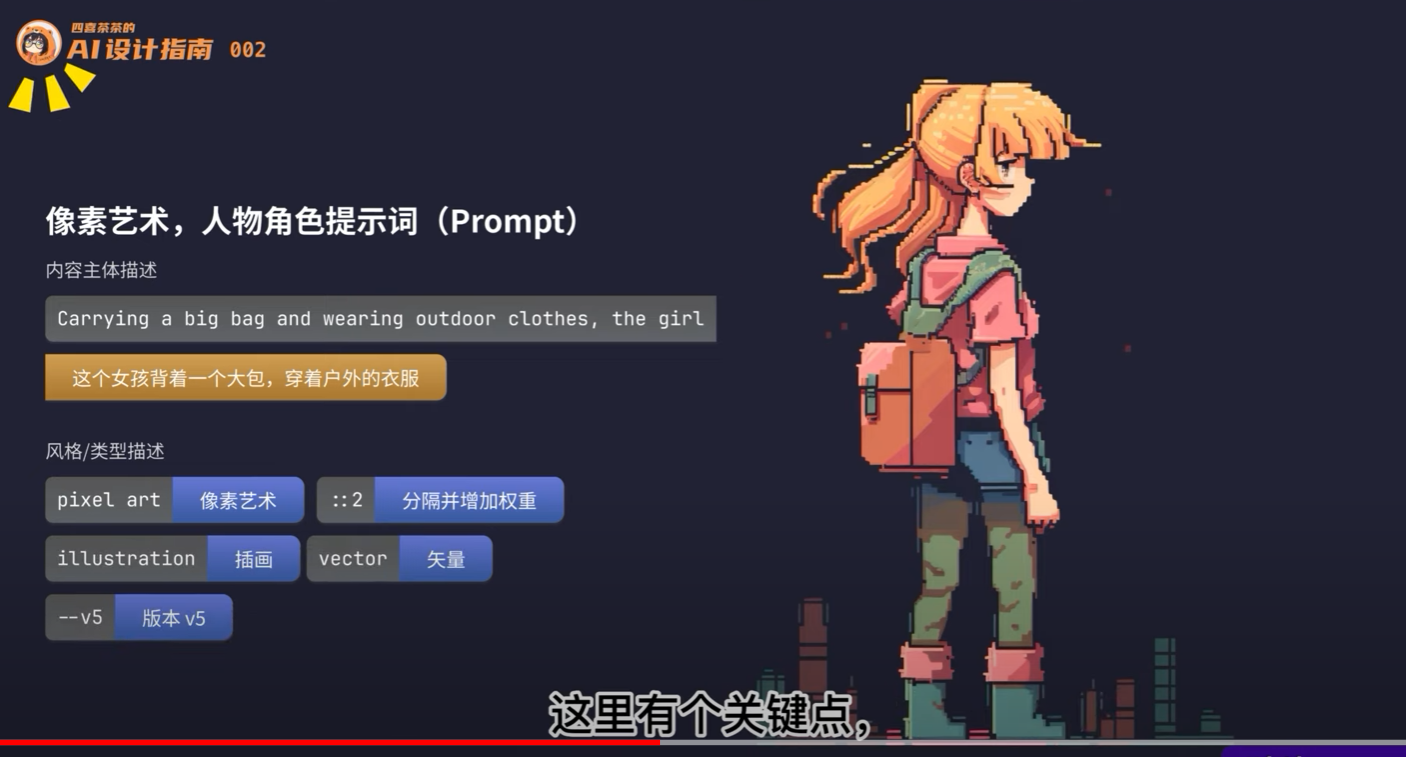 四喜茶茶的
AI设计指南 002
像素艺术，人物角色提示词（Prompt）
内容主体描述
Carrying a big bag and wearing outdoor clothes, the girl
这个女孩背着一个大包，穿着户外的衣服
风格/类型描述
pixel art 像素艺术 ::2 分隔并增加权重
illustration 插画 vector 矢量
--v5 版本 v5
这里有个关键点，